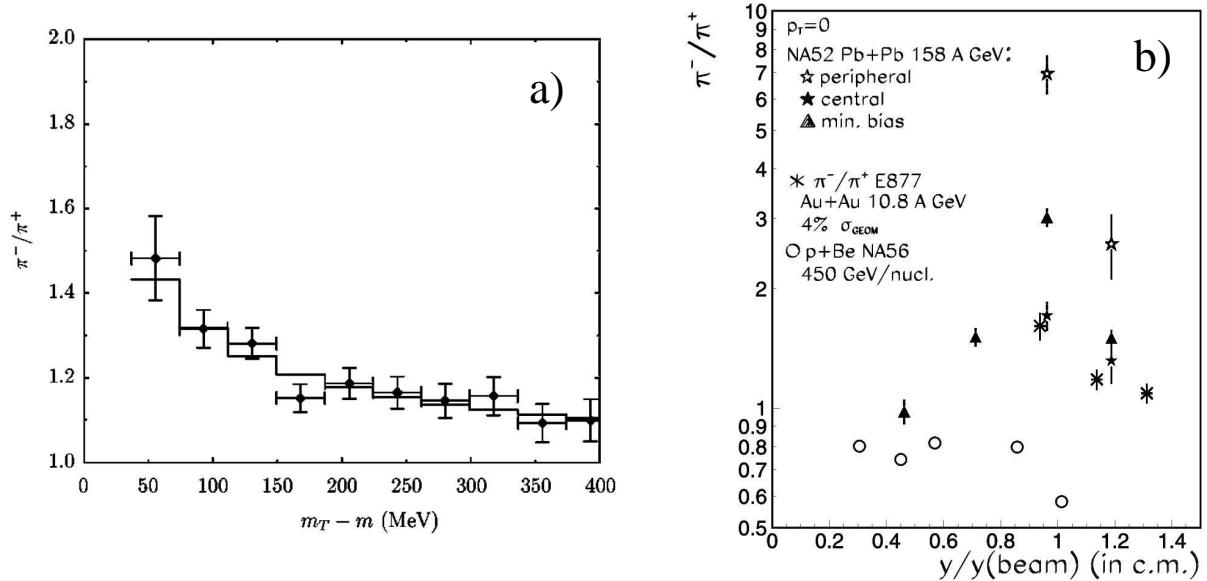 a)
2.0
1.8
1.6
1.4
1.2
1.0
π⁻/π⁺
0 50 100 150 200 250 300 350 400
m_T − m (MeV)
b)
π⁻/π⁺
10
9
8
7
6
5
4
3
2
1
0.9
0.8
0.7
0.6
0.5
p_T=0
NA52 Pb+Pb 158 A GeV:
☆ peripheral
★ central
▲ min. bias
π⁻/π⁺ E877
Au+Au 10.8 A GeV
4% σ_GEOM
○ p+Be NA56
450 GeV/nucl.
0 0.2 0.4 0.6 0.8 1 1.2 1.4
y/y(beam) (in c.m.)